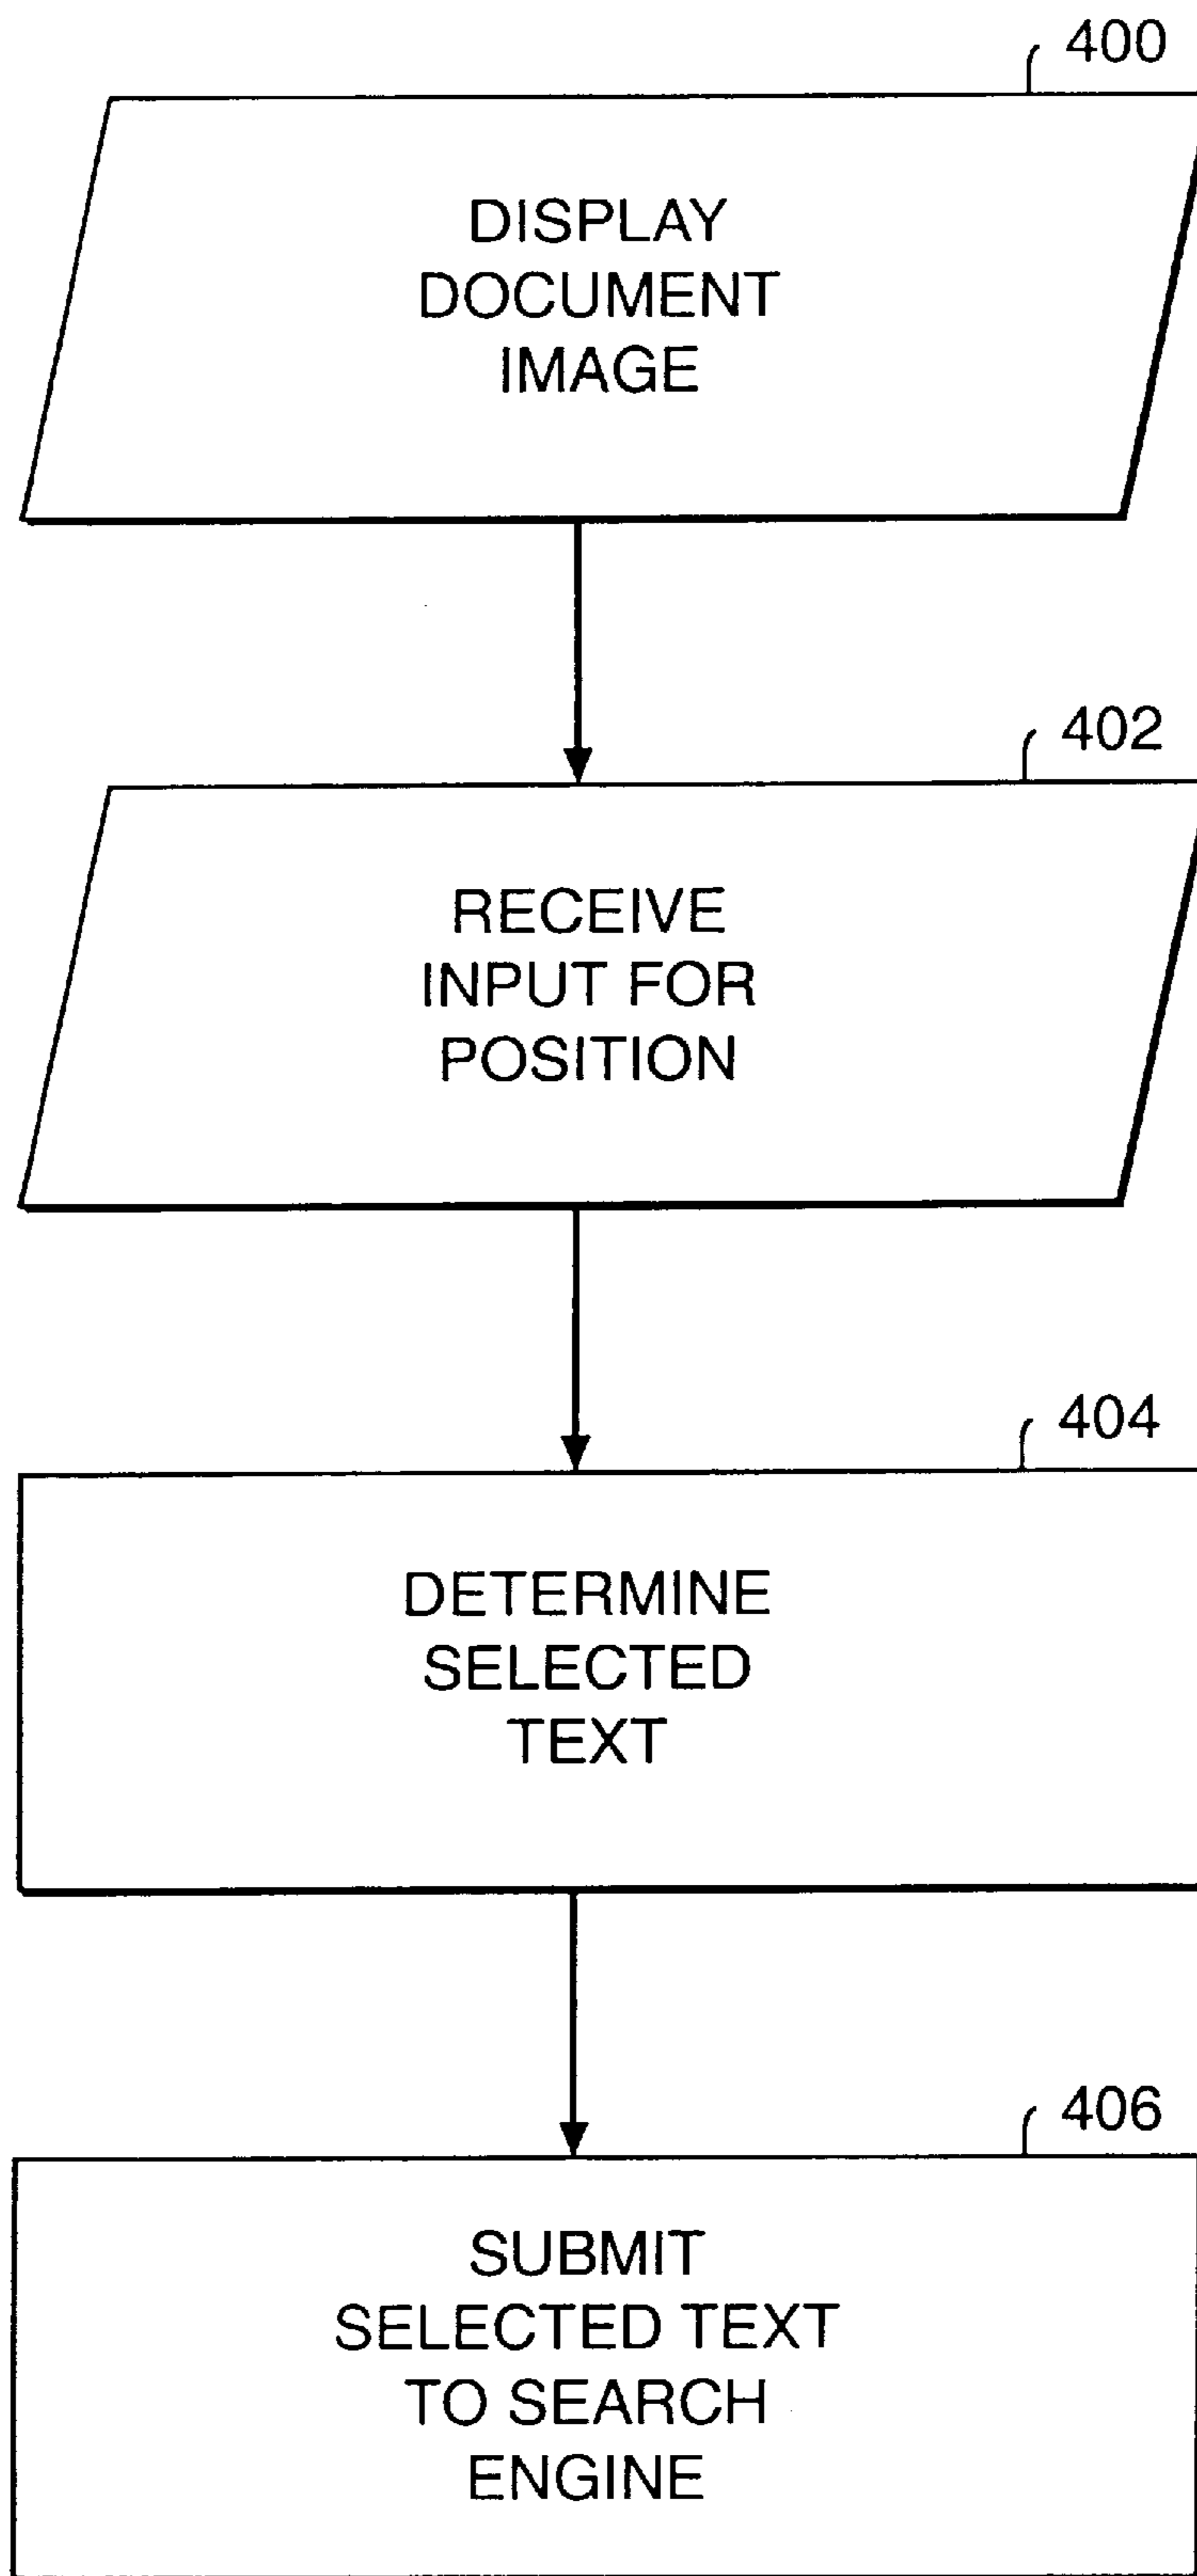 400
DISPLAY
DOCUMENT
IMAGE
402
RECEIVE
INPUT FOR
POSITION
404
DETERMINE
SELECTED
TEXT
406
SUBMIT
SELECTED TEXT
TO SEARCH
ENGINE